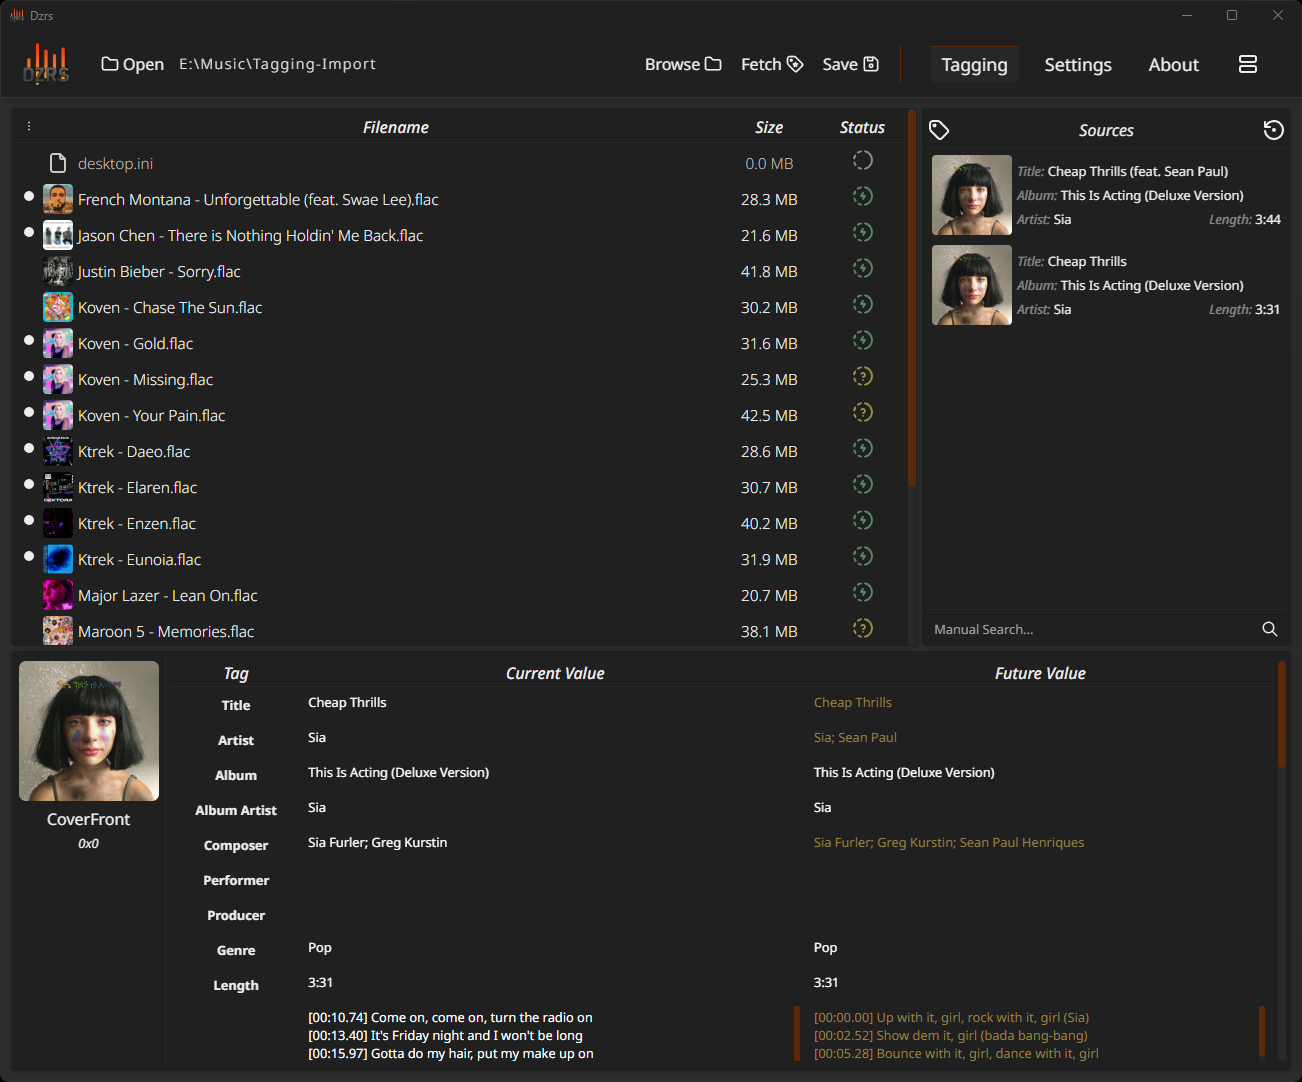 Dzrs
DZRS
Open E:\Music\Tagging-Import Browse Fetch Save Tagging Settings About
Filename Size Status
desktop.ini 0.0 MB
French Montana - Unforgettable (feat. Swae Lee).flac 28.3 MB
Jason Chen - There is Nothing Holdin' Me Back.flac 21.6 MB
Justin Bieber - Sorry.flac 41.8 MB
Koven - Chase The Sun.flac 30.2 MB
Koven - Gold.flac 31.6 MB
Koven - Missing.flac 25.3 MB
Koven - Your Pain.flac 42.5 MB
Ktrek - Daeo.flac 28.6 MB
Ktrek - Elaren.flac 30.7 MB
Ktrek - Enzen.flac 40.2 MB
Ktrek - Eunoia.flac 31.9 MB
Major Lazer - Lean On.flac 20.7 MB
Maroon 5 - Memories.flac 38.1 MB
Sources
Title: Cheap Thrills (feat. Sean Paul)
Album: This Is Acting (Deluxe Version)
Artist: Sia Length: 3:44
Title: Cheap Thrills
Album: This Is Acting (Deluxe Version)
Artist: Sia Length: 3:31
Manual Search...
CoverFront
0x0
Tag Current Value Future Value
Title Cheap Thrills Cheap Thrills
Artist Sia Sia; Sean Paul
Album This Is Acting (Deluxe Version) This Is Acting (Deluxe Version)
Album Artist Sia Sia
Composer Sia Furler; Greg Kurstin Sia Furler; Greg Kurstin; Sean Paul Henriques
Performer
Producer
Genre Pop Pop
Length 3:31 3:31
[00:10.74] Come on, come on, turn the radio on [00:00.00] Up with it, girl, rock with it, girl (Sia)
[00:13.40] It's Friday night and I won't be long [00:02.52] Show dem it, girl (bada bang-bang)
[00:15.97] Gotta do my hair, put my make up on [00:05.28] Bounce with it, girl, dance with it, girl